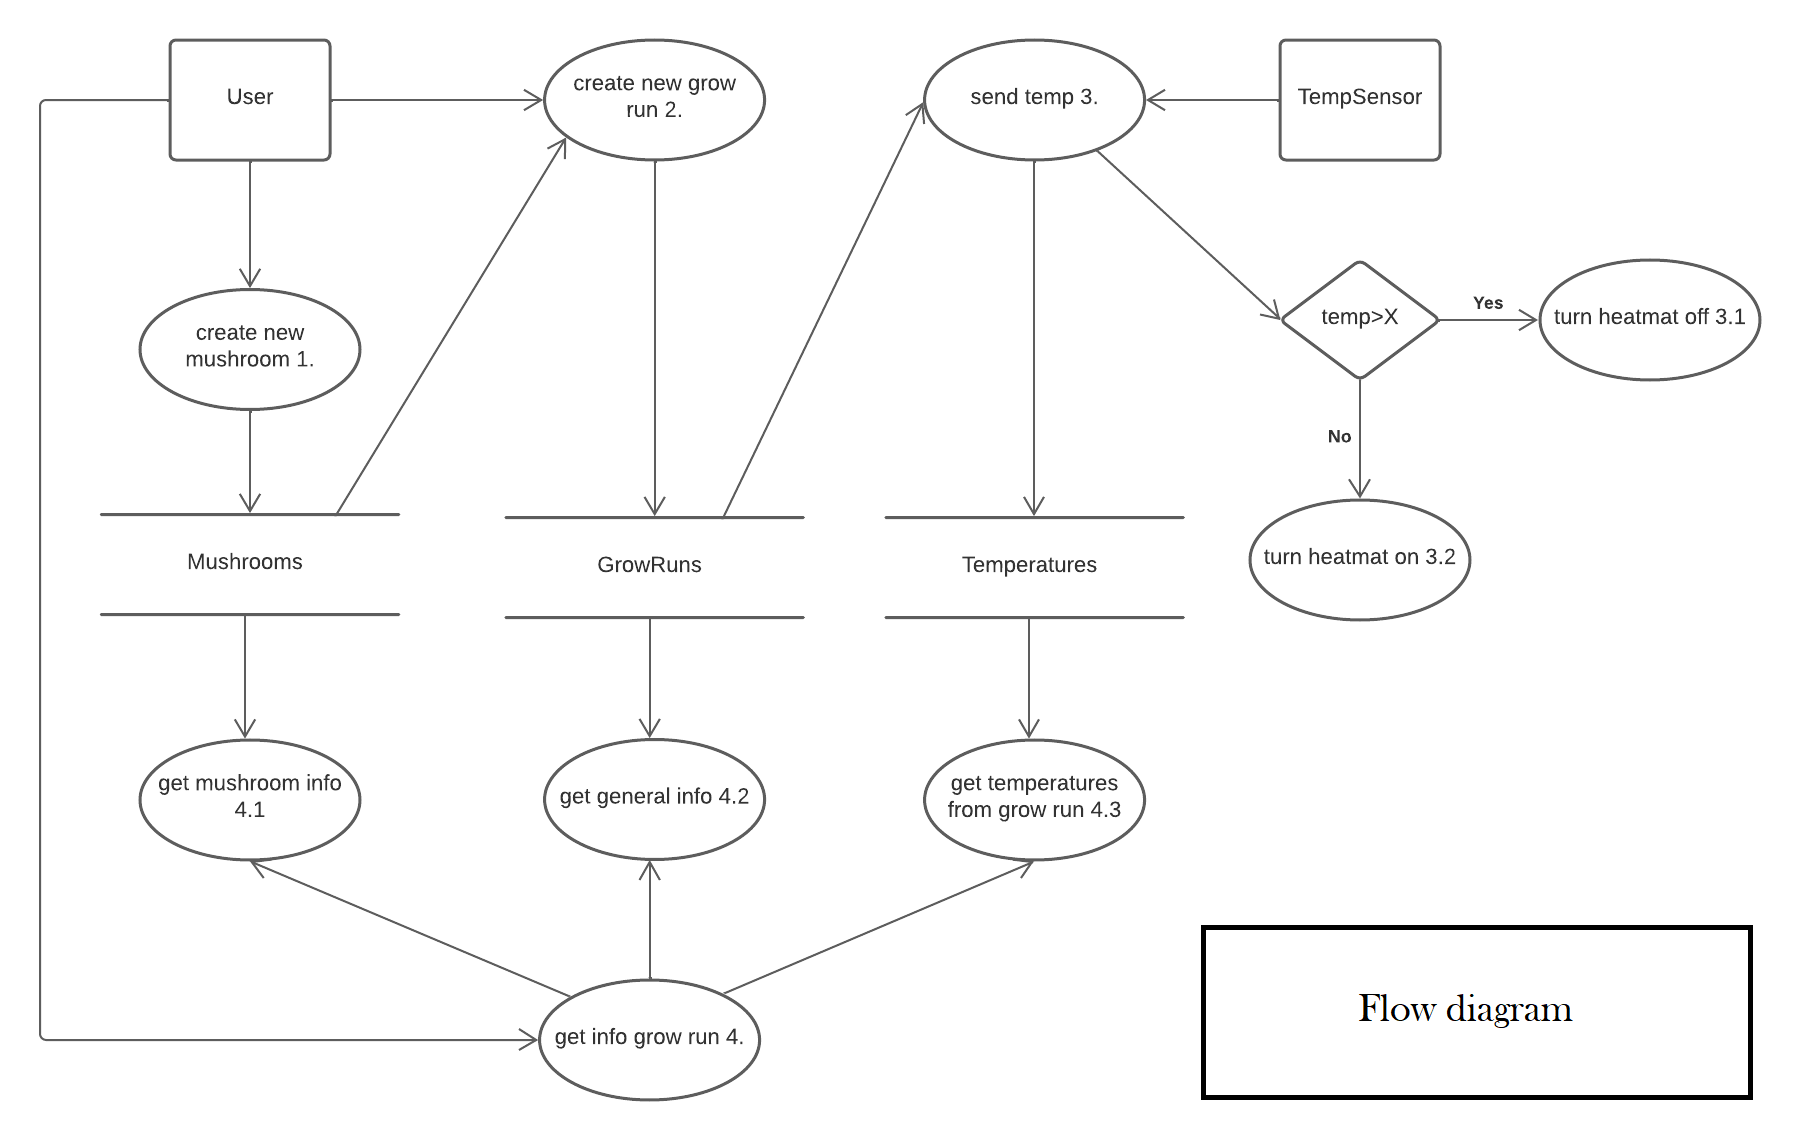 User
create new grow
run 2.
send temp 3.
TempSensor
create new
mushroom 1.
temp>X
Yes
turn heatmat off 3.1
No
Mushrooms
GrowRuns
Temperatures
turn heatmat on 3.2
get mushroom info
4.1
get general info 4.2
get temperatures
from grow run 4.3
get info grow run 4.
Flow diagram